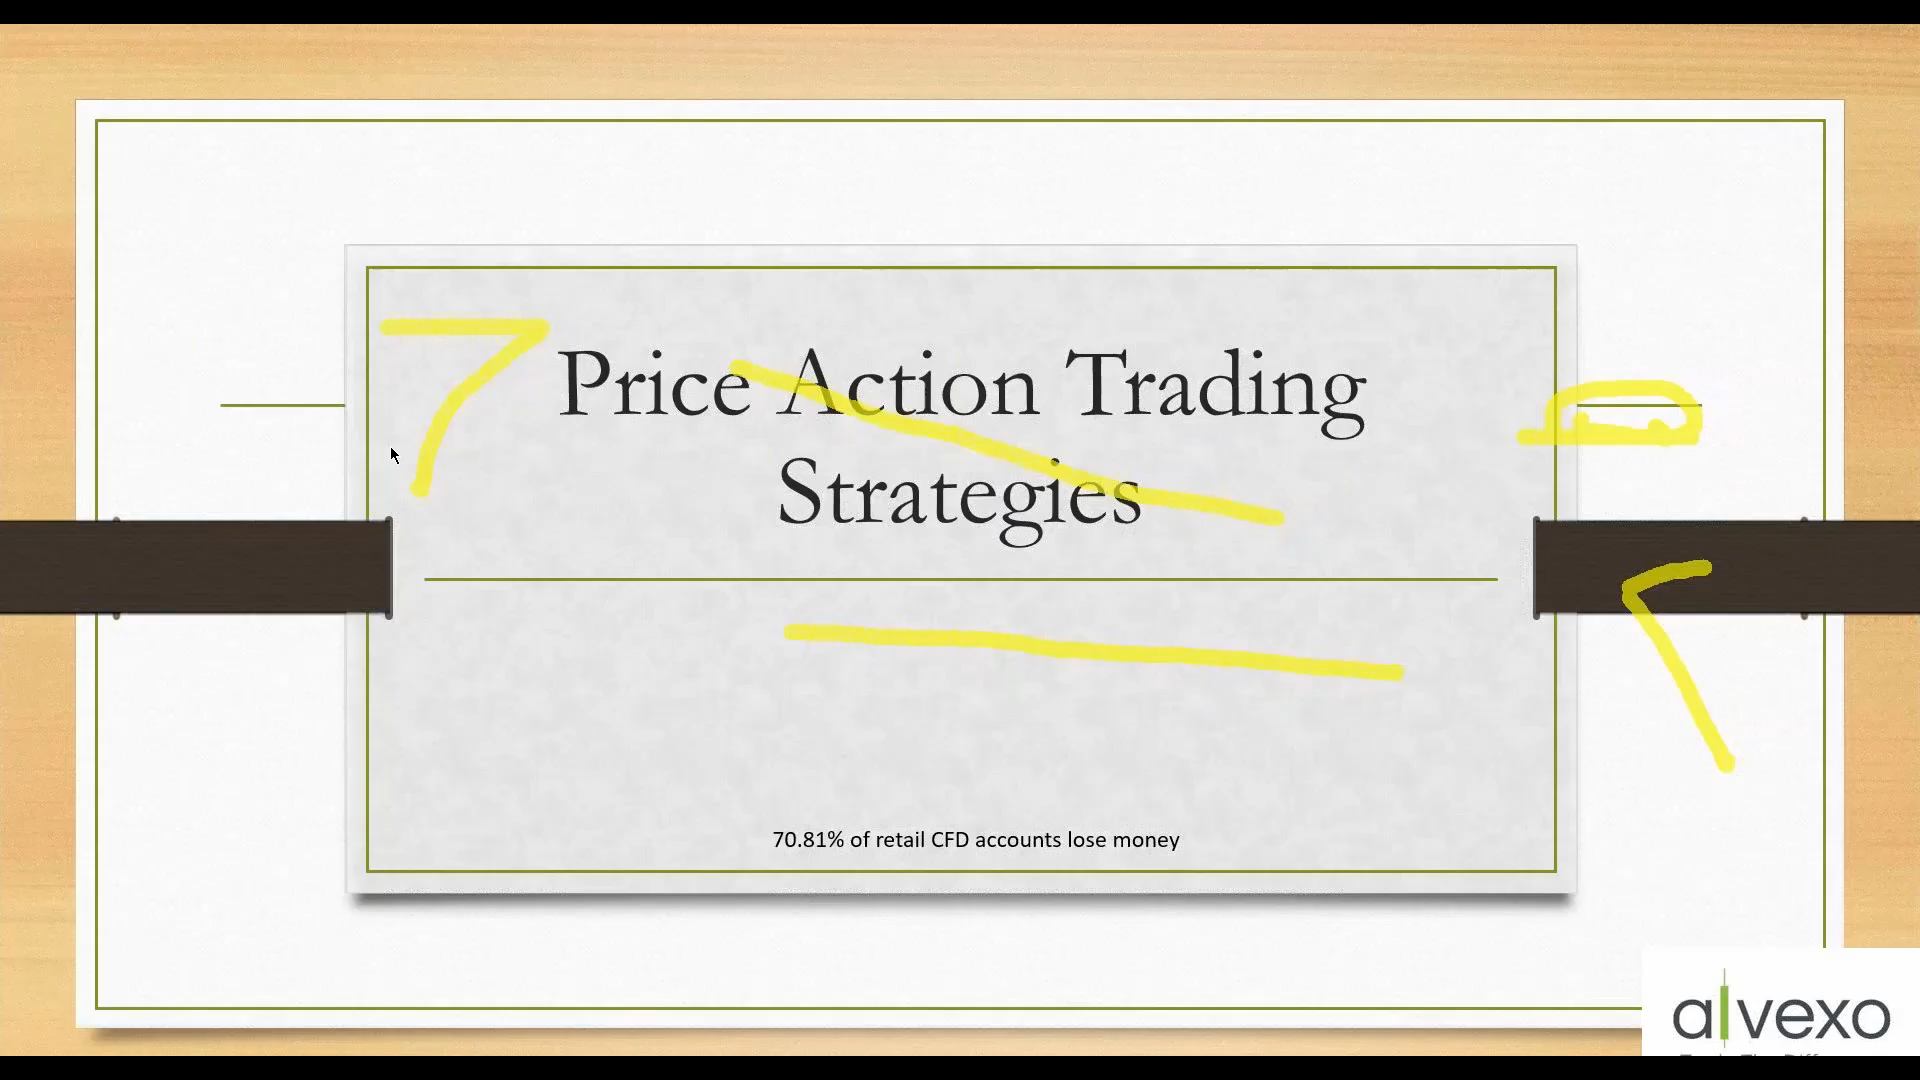 Price Action Trading
Strategies
70.81% of retail CFD accounts lose money
alvexo